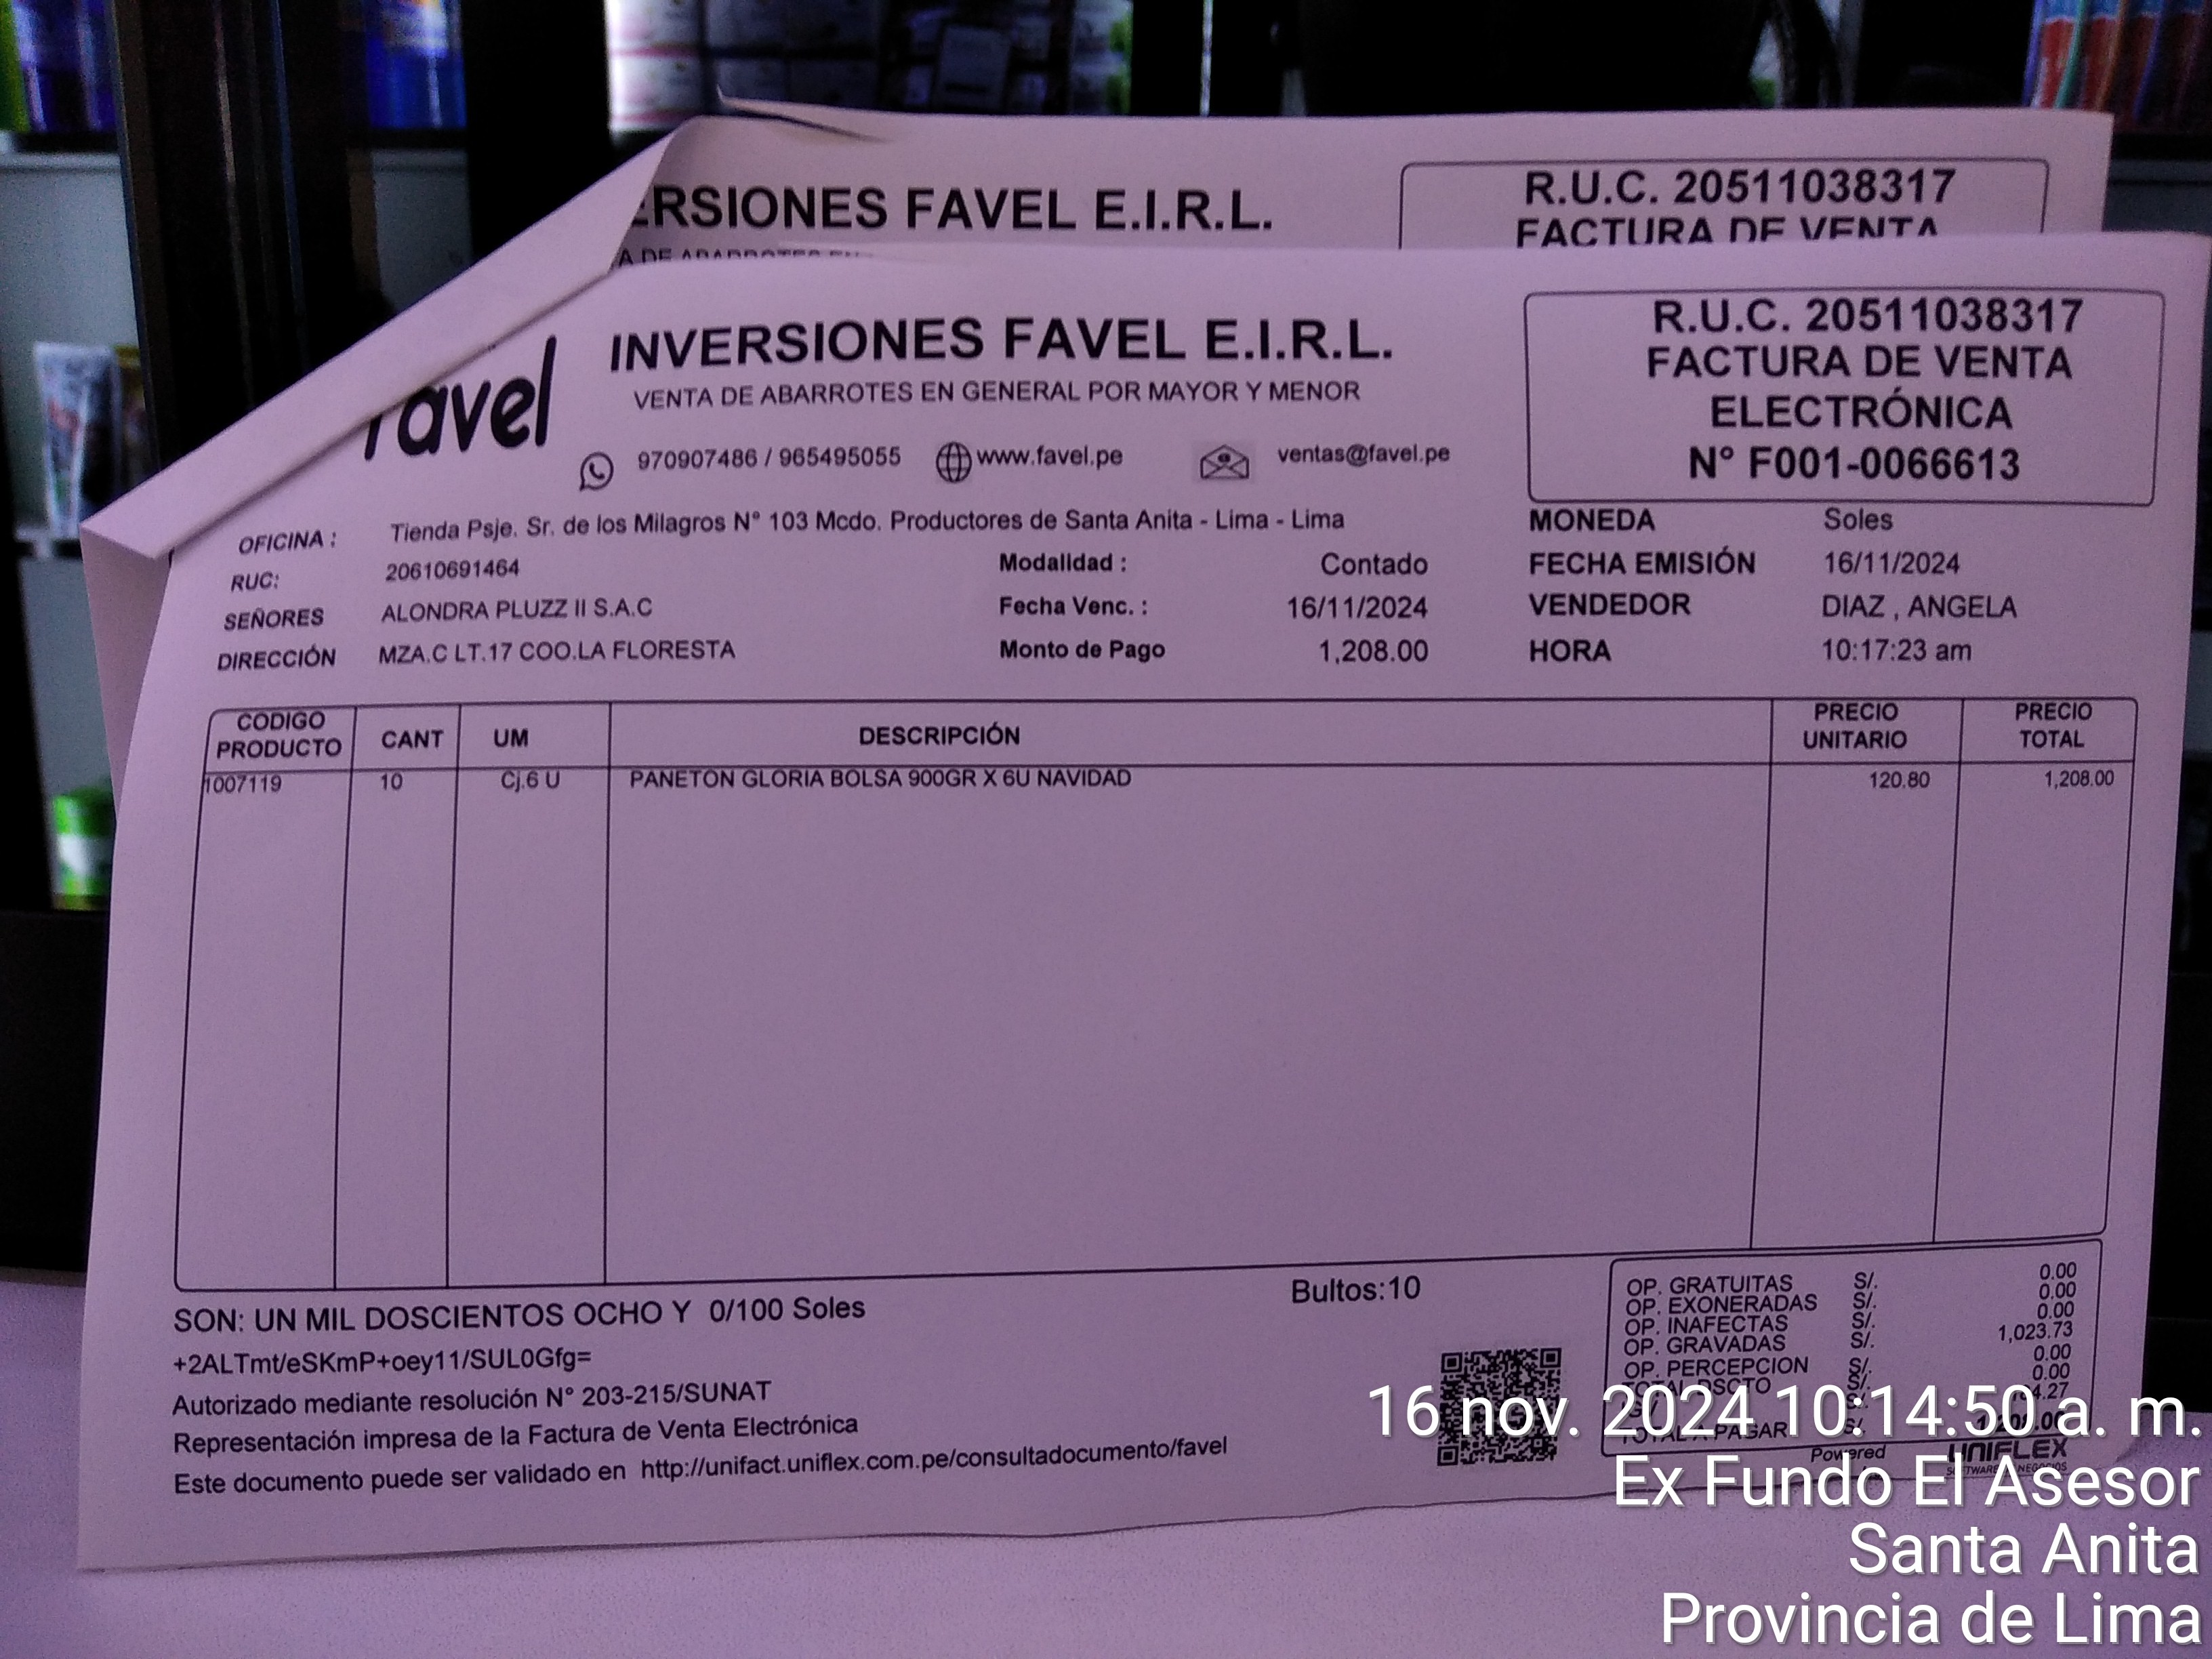 ERSIONES FAVEL E.I.R.L.
R.U.C. 20511038317
FACTURA DE VENTA
A DE ABARROTES EN
favel
INVERSIONES FAVEL E.I.R.L.
VENTA DE ABARROTES EN GENERAL POR MAYOR Y MENOR
970907486 / 965495055 www.favel.pe ventas@favel.pe
R.U.C. 20511038317
FACTURA DE VENTA
ELECTRÓNICA
N° F001-0066613
OFICINA : Tienda Psje. Sr. de los Milagros N° 103 Mcdo. Productores de Santa Anita - Lima - Lima MONEDA Soles
RUC: 20610691464 Modalidad : Contado FECHA EMISIÓN 16/11/2024
SEÑORES ALONDRA PLUZZ II S.A.C Fecha Venc. : 16/11/2024 VENDEDOR DIAZ , ANGELA
DIRECCIÓN MZA.C LT.17 COO.LA FLORESTA Monto de Pago 1,208.00 HORA 10:17:23 am
CODIGO PRODUCTO CANT UM DESCRIPCIÓN PRECIO UNITARIO PRECIO TOTAL
1007119 10 Cj.6 U PANETON GLORIA BOLSA 900GR X 6U NAVIDAD 120.80 1,208.00
Bultos:10
SON: UN MIL DOSCIENTOS OCHO Y 0/100 Soles
+2ALTmt/eSKmP+oey11/SUL0Gfg=
Autorizado mediante resolución N° 203-215/SUNAT
Representación impresa de la Factura de Venta Electrónica
Este documento puede ser validado en http://unifact.uniflex.com.pe/consultadocumento/favel
OP. GRATUITAS S/. 0.00
OP. EXONERADAS S/. 0.00
OP. INAFECTAS S/. 0.00
OP. GRAVADAS S/. 1,023.73
OP. PERCEPCION S/. 0.00
TOTAL DSCTO S/. 0.00
TOTAL A PAGAR S/.
Powered UNIFLEX
16 nov. 2024 10:14:50 a. m.
Ex Fundo El Asesor
Santa Anita
Provincia de Lima